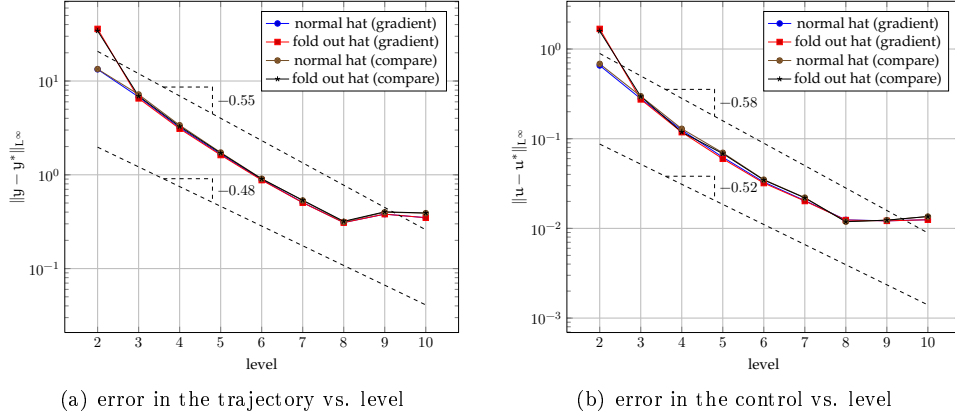 normal hat (gradient)
fold out hat (gradient)
normal hat (compare)
fold out hat (compare)
10^1
10^0
10^{-1}
‖y − y*‖_{L^∞}
−0.55
−0.48
2 3 4 5 6 7 8 9 10
level
(a) error in the trajectory vs. level
normal hat (gradient)
fold out hat (gradient)
normal hat (compare)
fold out hat (compare)
10^0
10^{-1}
10^{-2}
10^{-3}
‖u − u*‖_{L^∞}
−0.58
−0.52
2 3 4 5 6 7 8 9 10
level
(b) error in the control vs. level